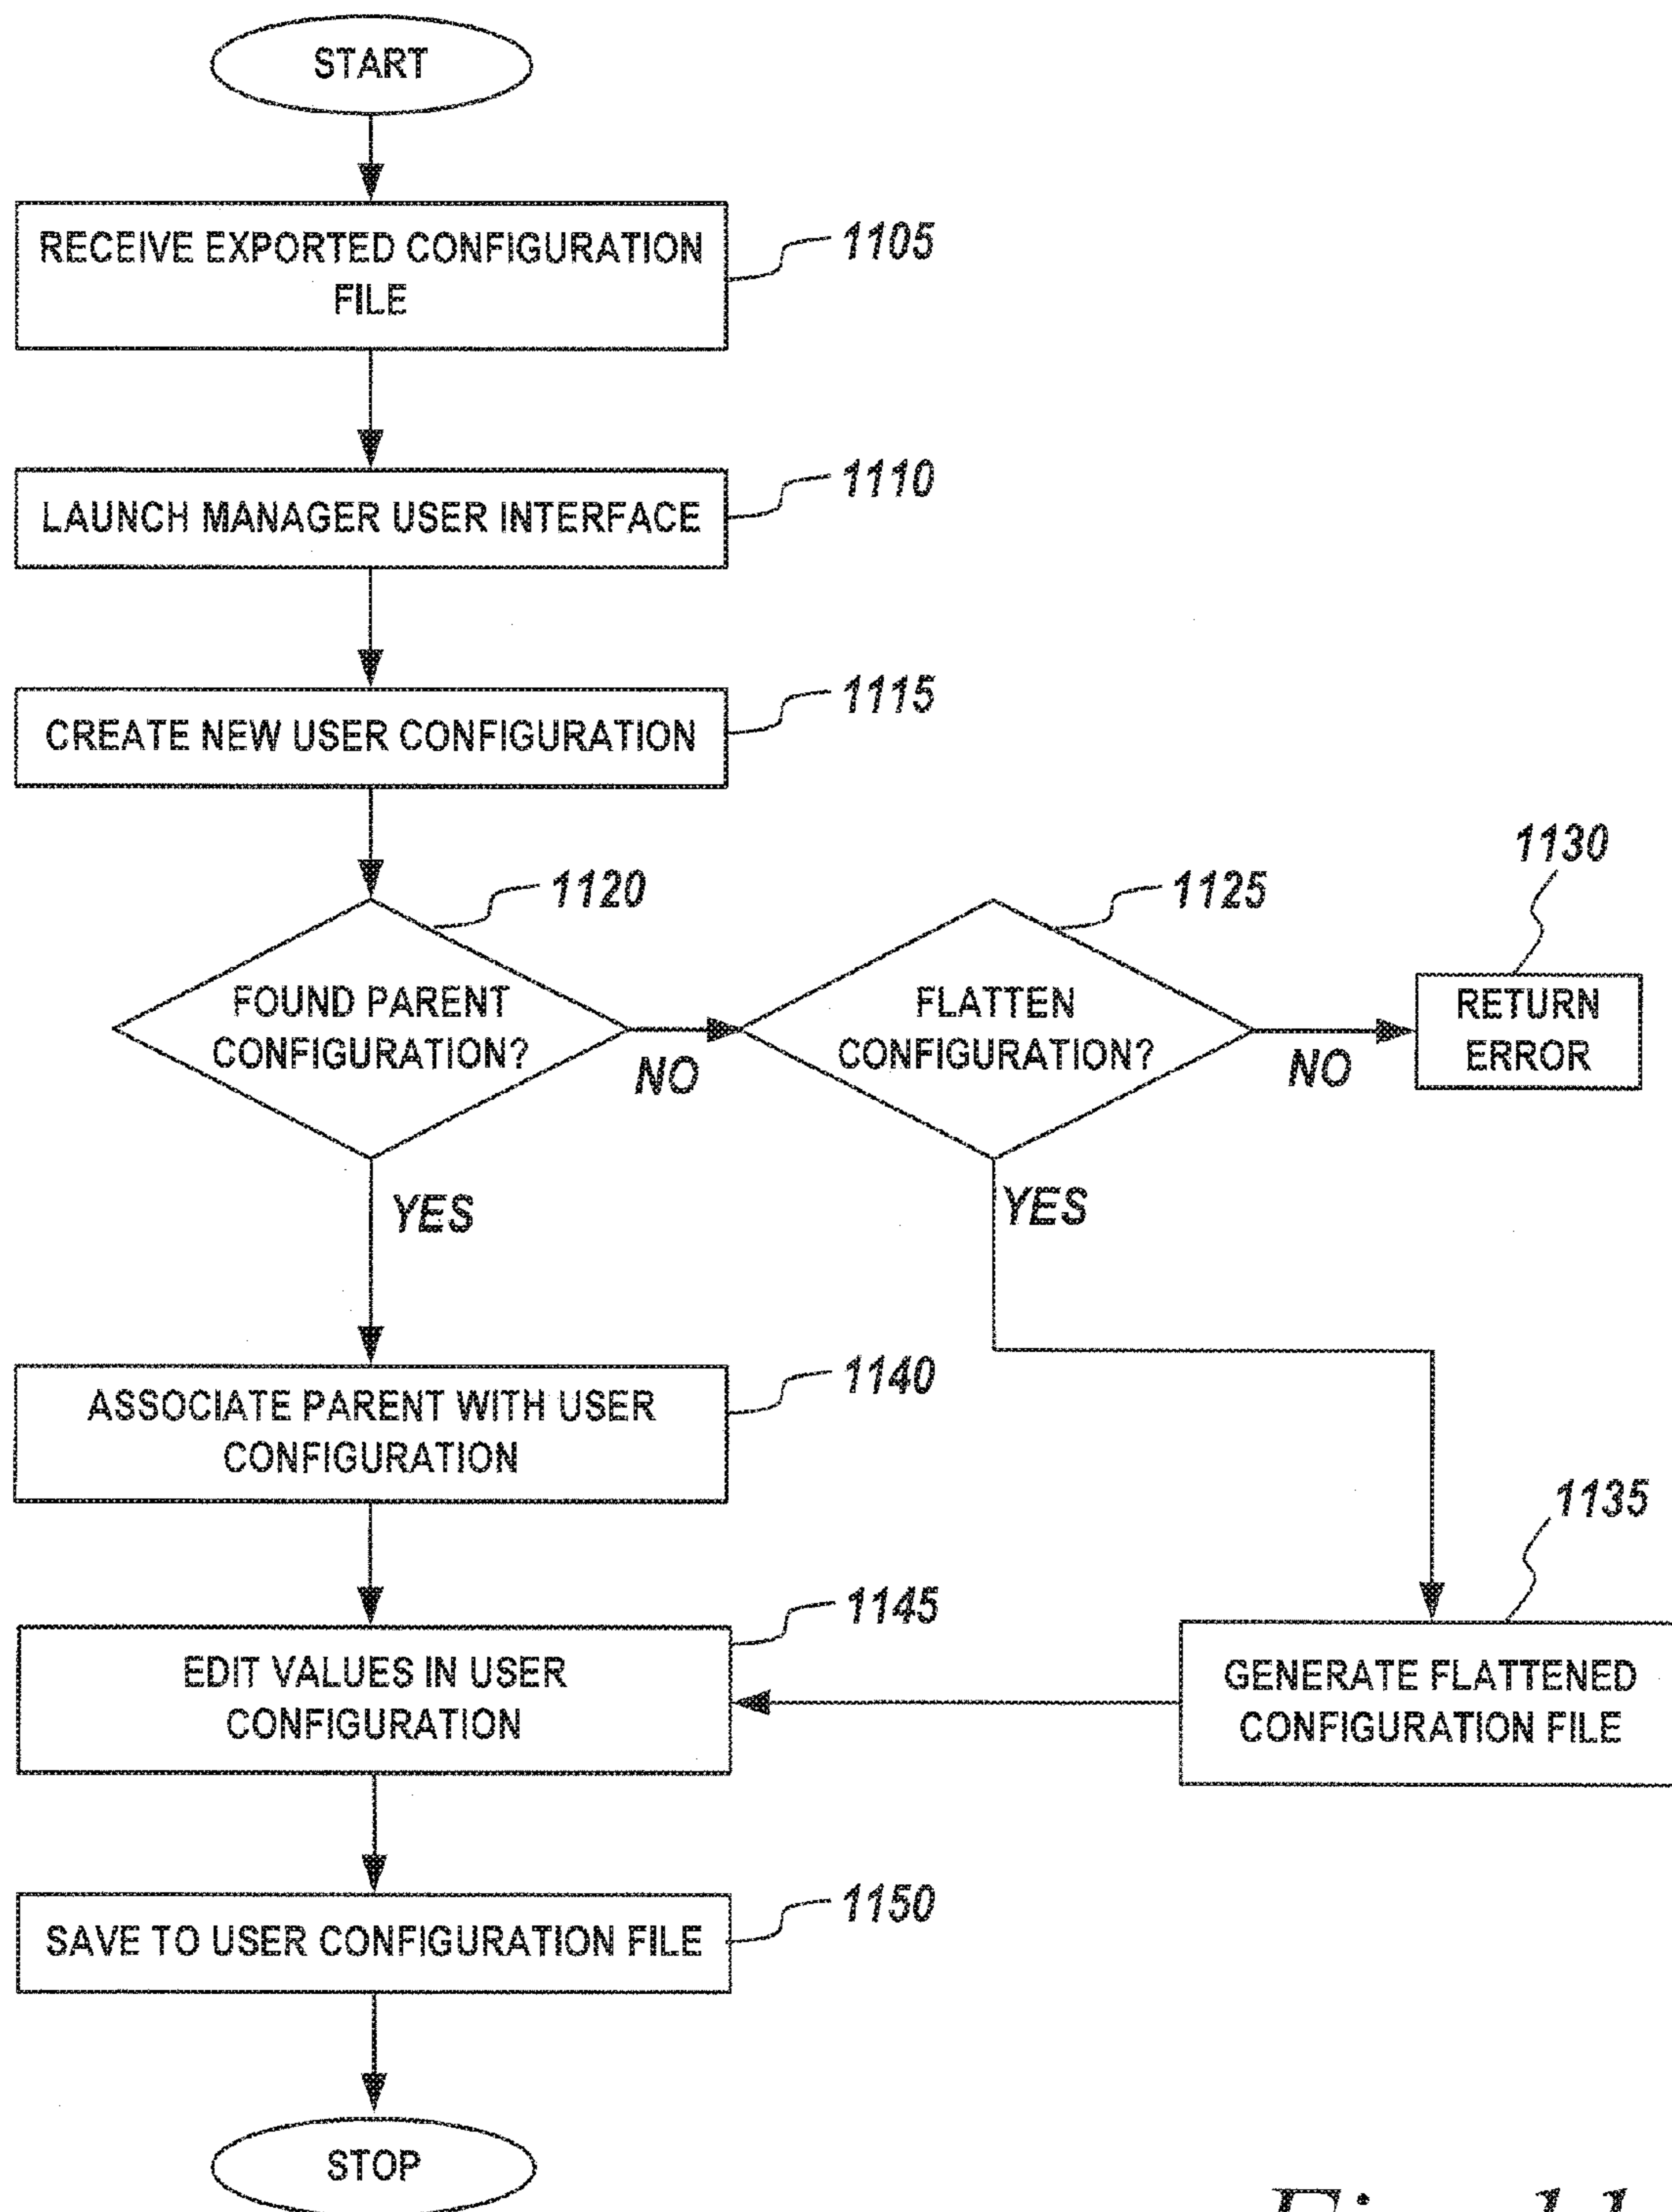 START
RECEIVE EXPORTED CONFIGURATION
FILE
1105
LAUNCH MANAGER USER INTERFACE
1110
CREATE NEW USER CONFIGURATION
1115
FOUND PARENT
CONFIGURATION?
1120
NO
YES
FLATTEN
CONFIGURATION?
1125
NO
YES
RETURN
ERROR
1130
ASSOCIATE PARENT WITH USER
CONFIGURATION
1140
EDIT VALUES IN USER
CONFIGURATION
1145
GENERATE FLATTENED
CONFIGURATION FILE
1135
SAVE TO USER CONFIGURATION FILE
1150
STOP